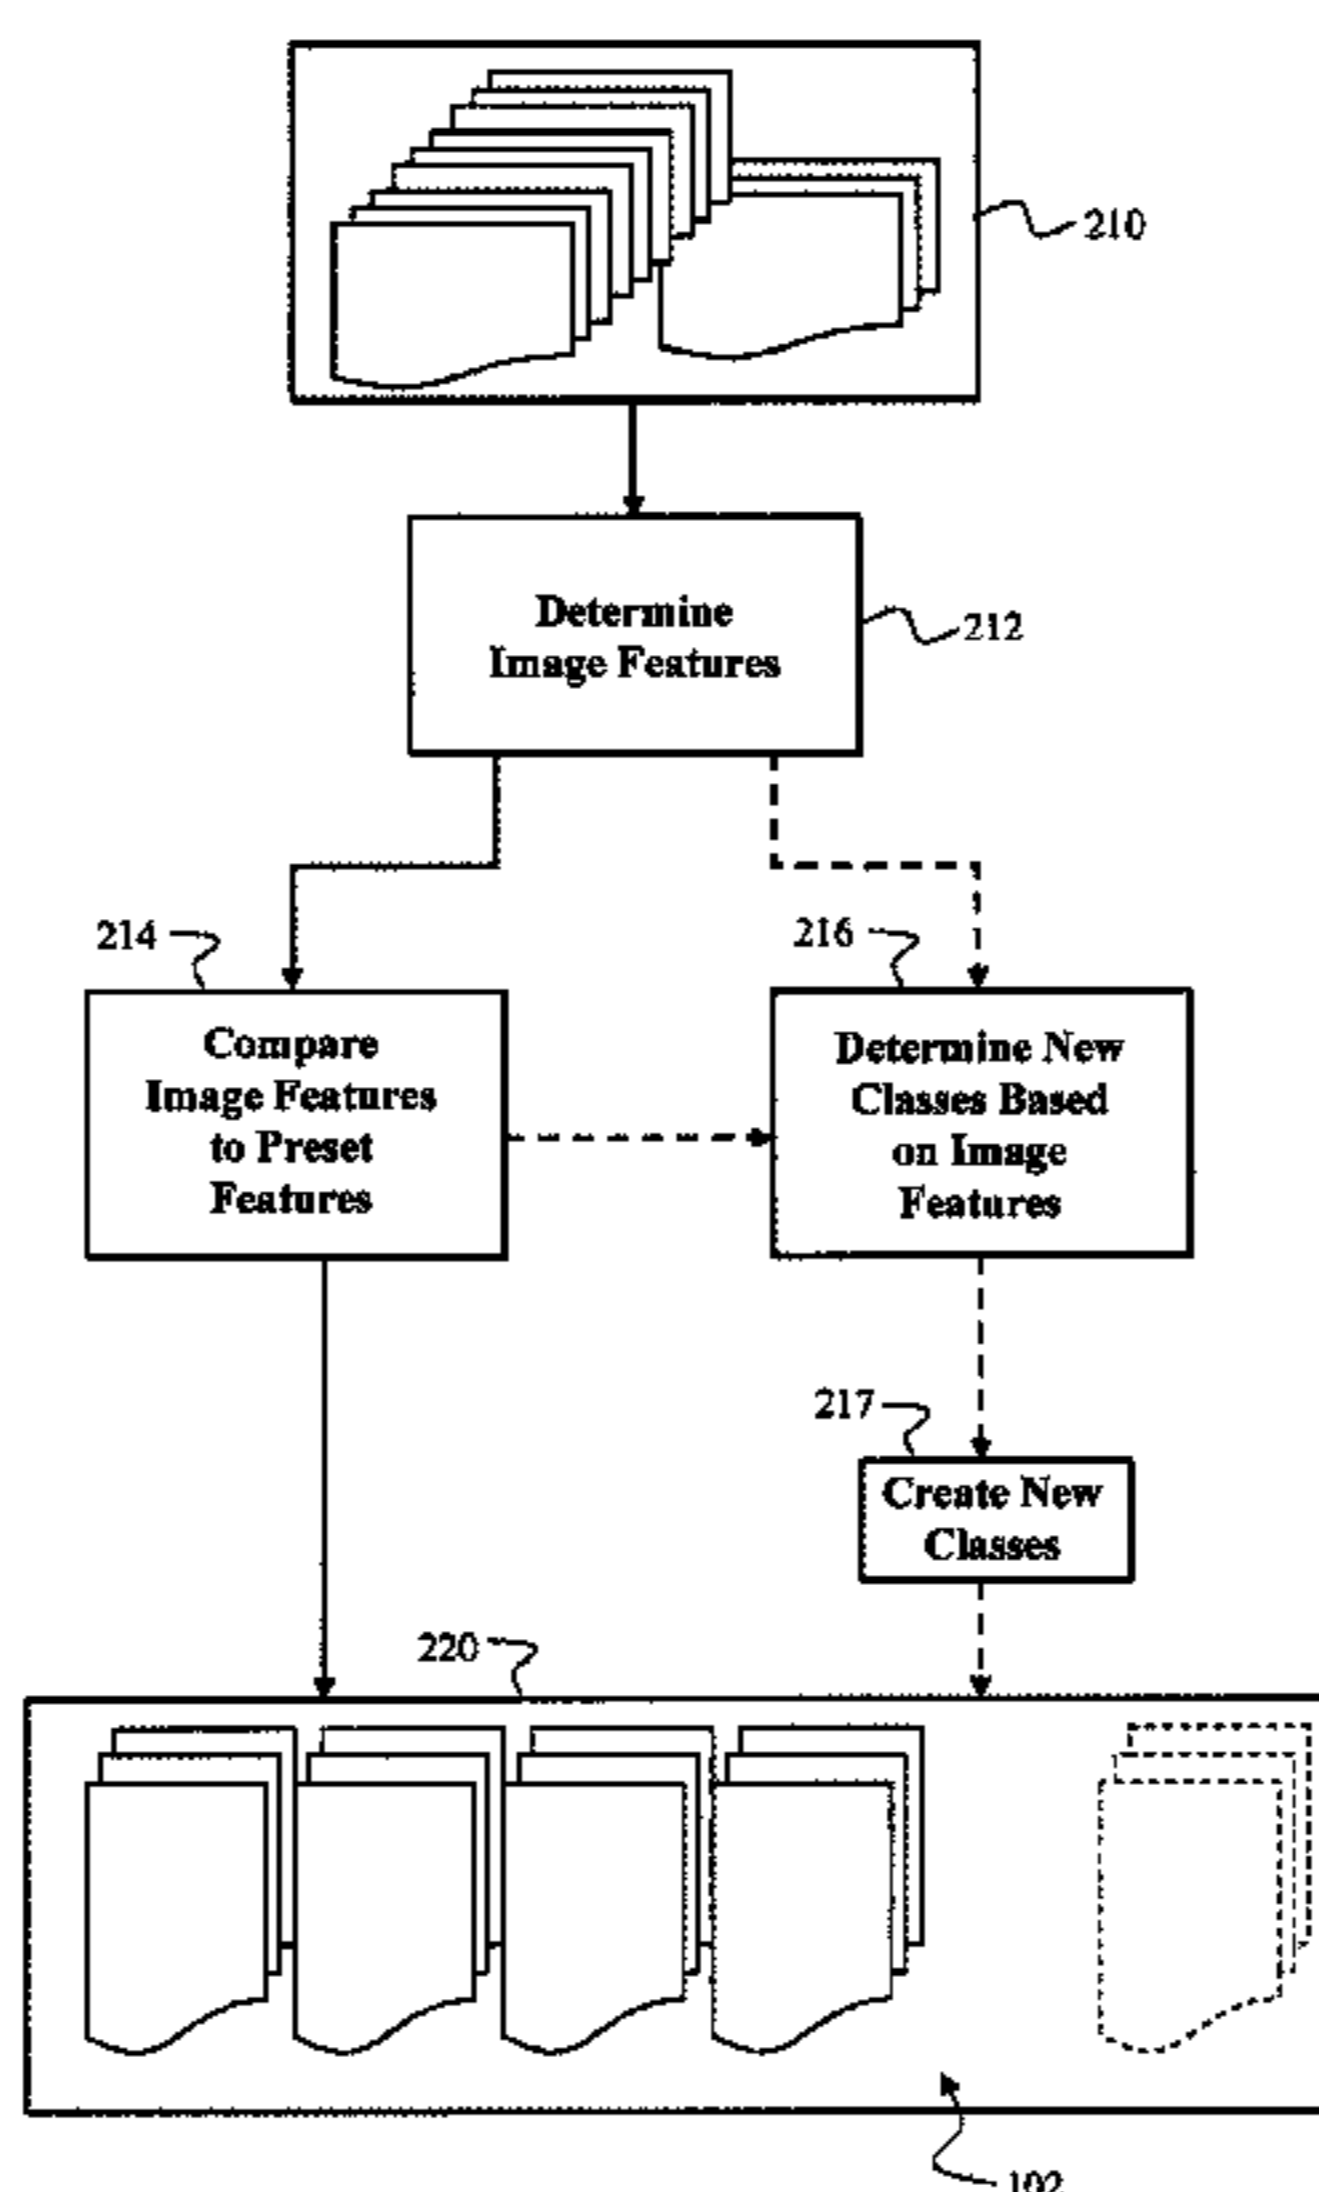 210
Determine
Image Features
212
214
216
Compare
Image Features
to Preset
Features
Determine New
Classes Based
on Image
Features
217
Create New
Classes
220
102